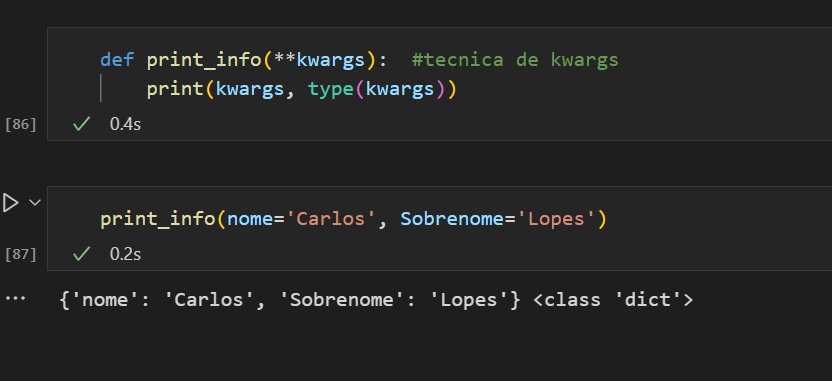 def print_info(**kwargs):  #tecnica de kwargs
    print(kwargs, type(kwargs))
[86]
0.4s
print_info(nome='Carlos', Sobrenome='Lopes')
[87]
0.2s
{'nome': 'Carlos', 'Sobrenome': 'Lopes'} <class 'dict'>